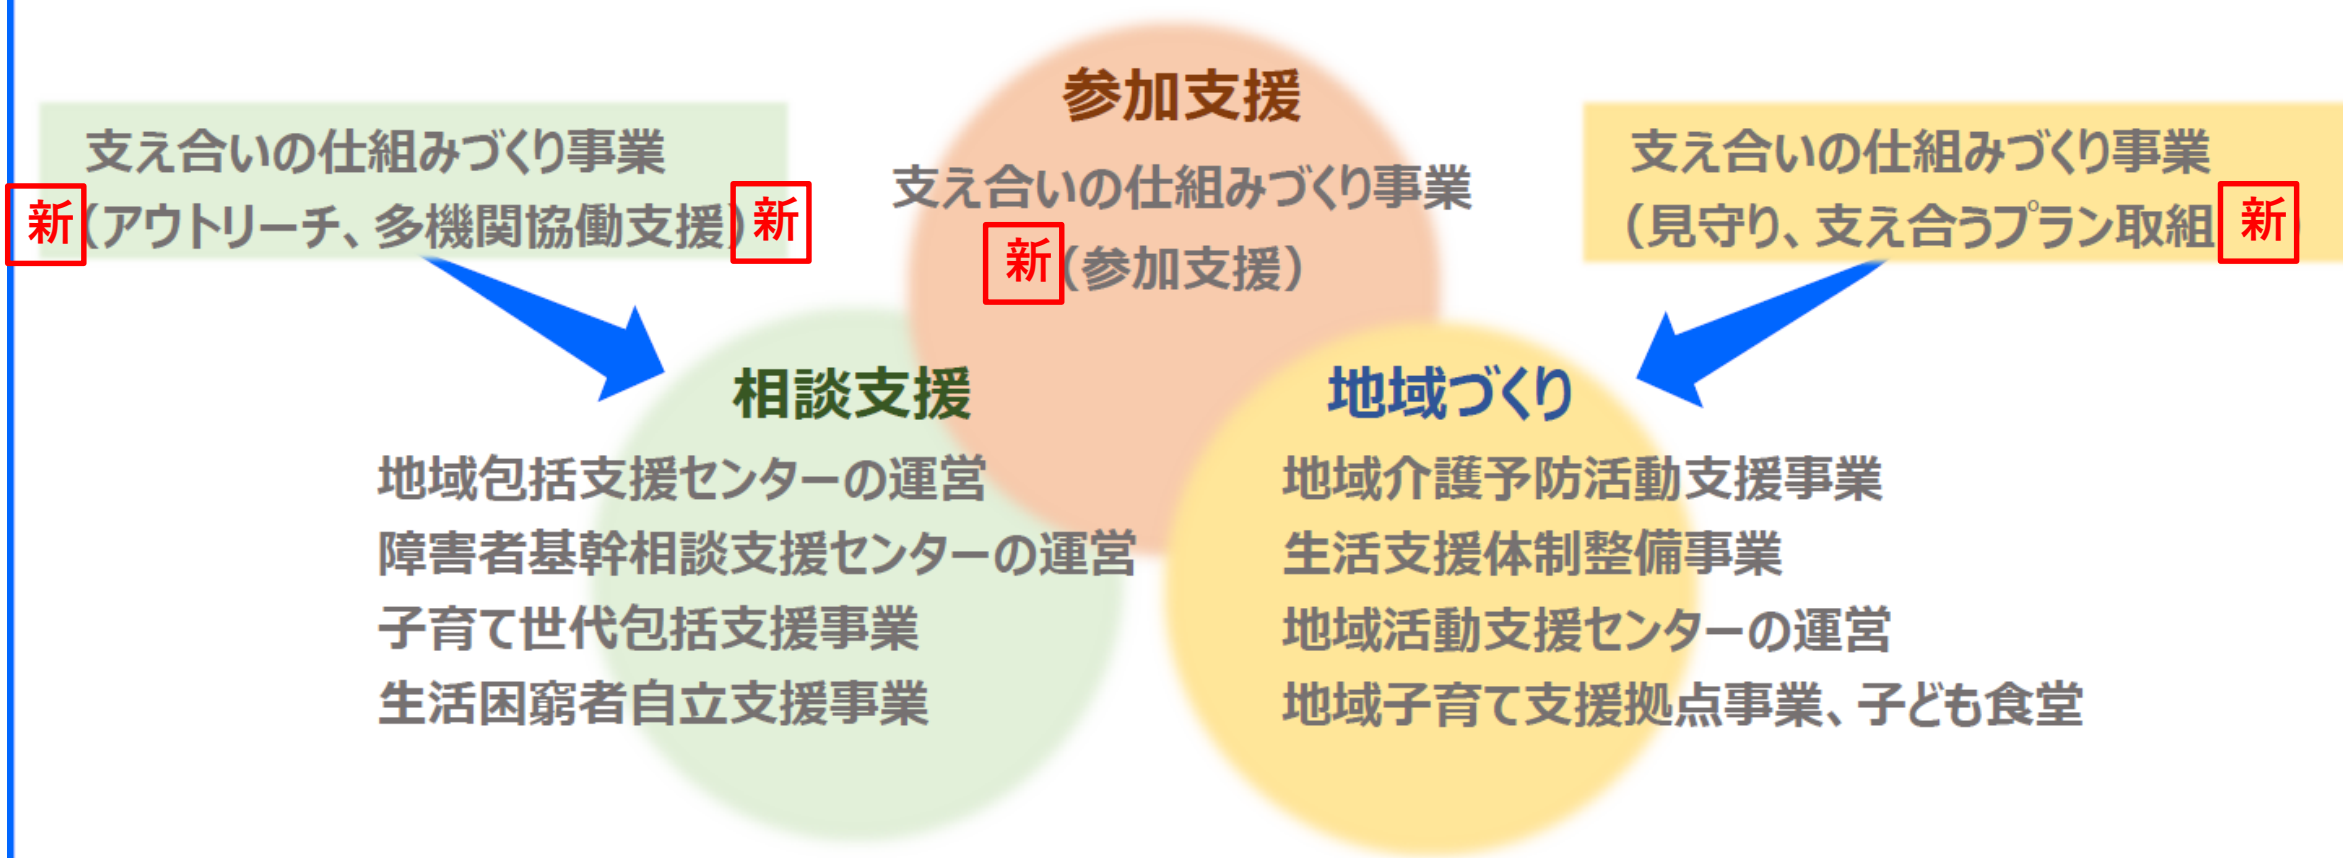 参加支援
支え合いの仕組みづくり事業
新（参加支援）
支え合いの仕組みづくり事業
新（アウトリーチ、多機関協働支援）新
支え合いの仕組みづくり事業
（見守り、支え合うプラン取組 新
相談支援
地域包括支援センターの運営
障害者基幹相談支援センターの運営
子育て世代包括支援事業
生活困窮者自立支援事業
地域づくり
地域介護予防活動支援事業
生活支援体制整備事業
地域活動支援センターの運営
地域子育て支援拠点事業、子ども食堂